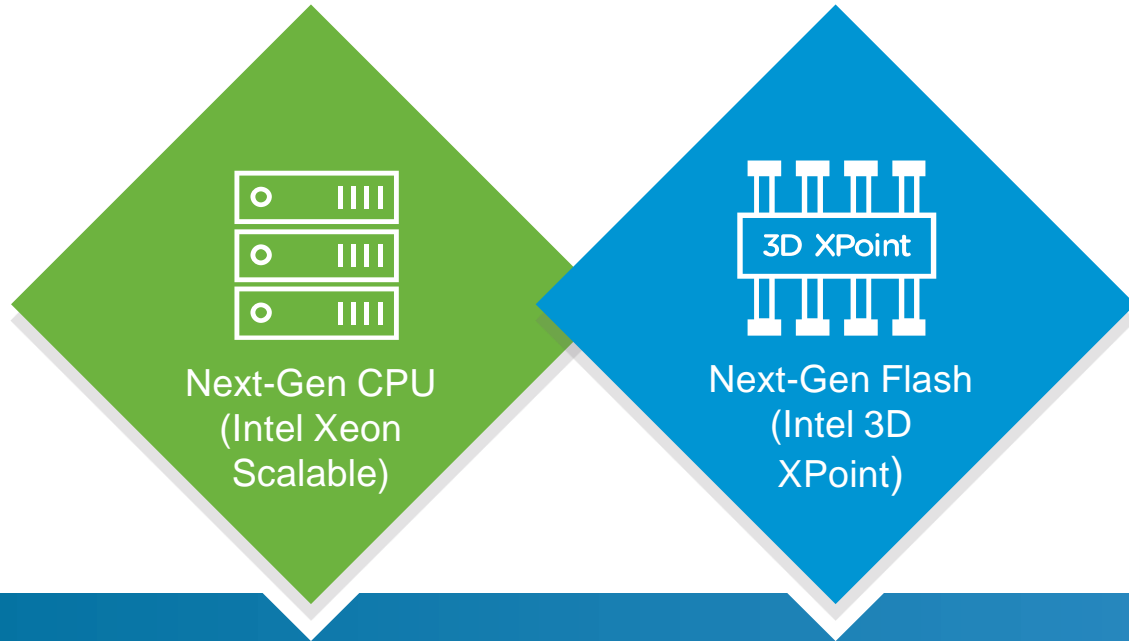 Next-Gen CPU
(Intel Xeon
Scalable)
3D XPoint
Next-Gen Flash
(Intel 3D
XPoint)